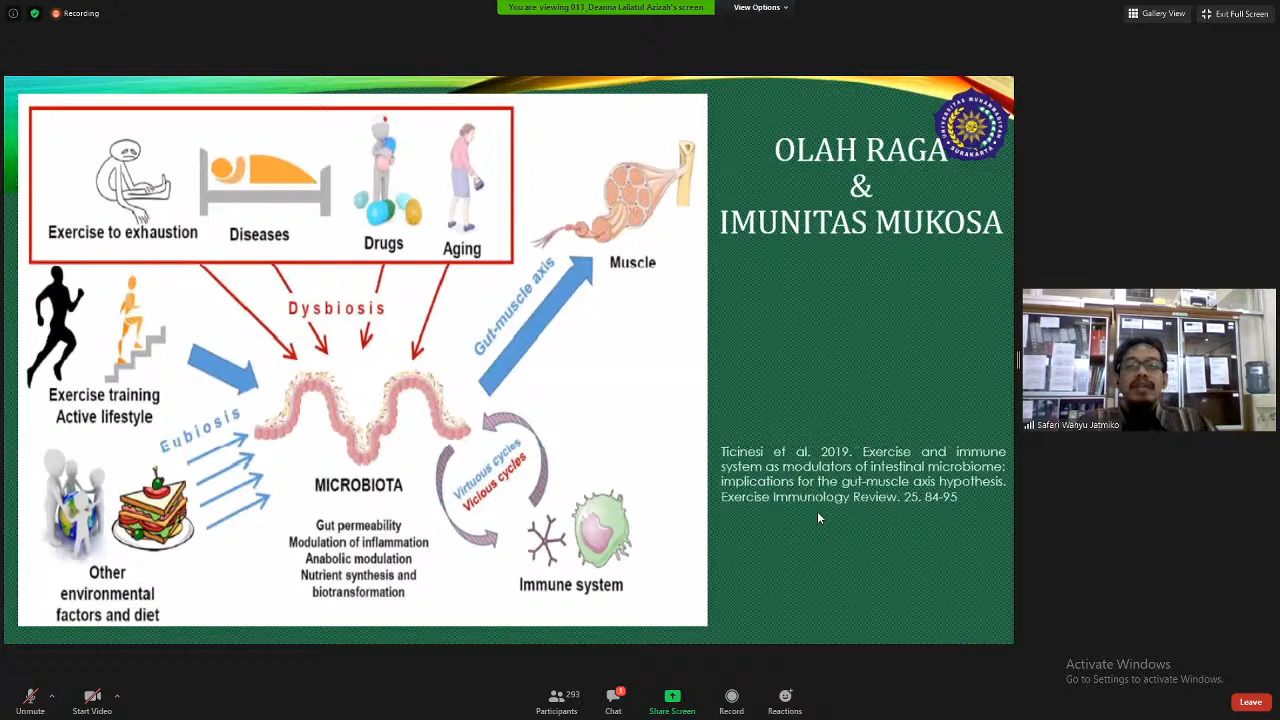 Recording
You are viewing 013_Deanna Lailatul Azizah's screen
View Options
Gallery View
Exit Full Screen
OLAH RAGA
&
IMUNITAS MUKOSA
UNIVERSITAS MUHAMMADIYAH
SURAKARTA
Exercise to exhaustion
Diseases
Drugs
Aging
Dysbiosis
Gut-muscle axis
Muscle
Exercise training
Active lifestyle
Eubiosis
MICROBIOTA
Gut permeability
Modulation of inflammation
Anabolic modulation
Nutrient synthesis and
biotransformation
Virtuous cycles
Vicious cycles
Immune system
Other
environmental
factors and diet
Ticinesi et al. 2019. Exercise and immune
system as modulators of intestinal microbiome:
implications for the gut-muscle axis hypothesis.
Exercise Immunology Review. 25. 84-95
Safari Wahyu Jatmiko
Activate Windows
Go to Settings to activate Windows.
Unmute
Start Video
293
Participants
1
Chat
Share Screen
Record
Reactions
Leave